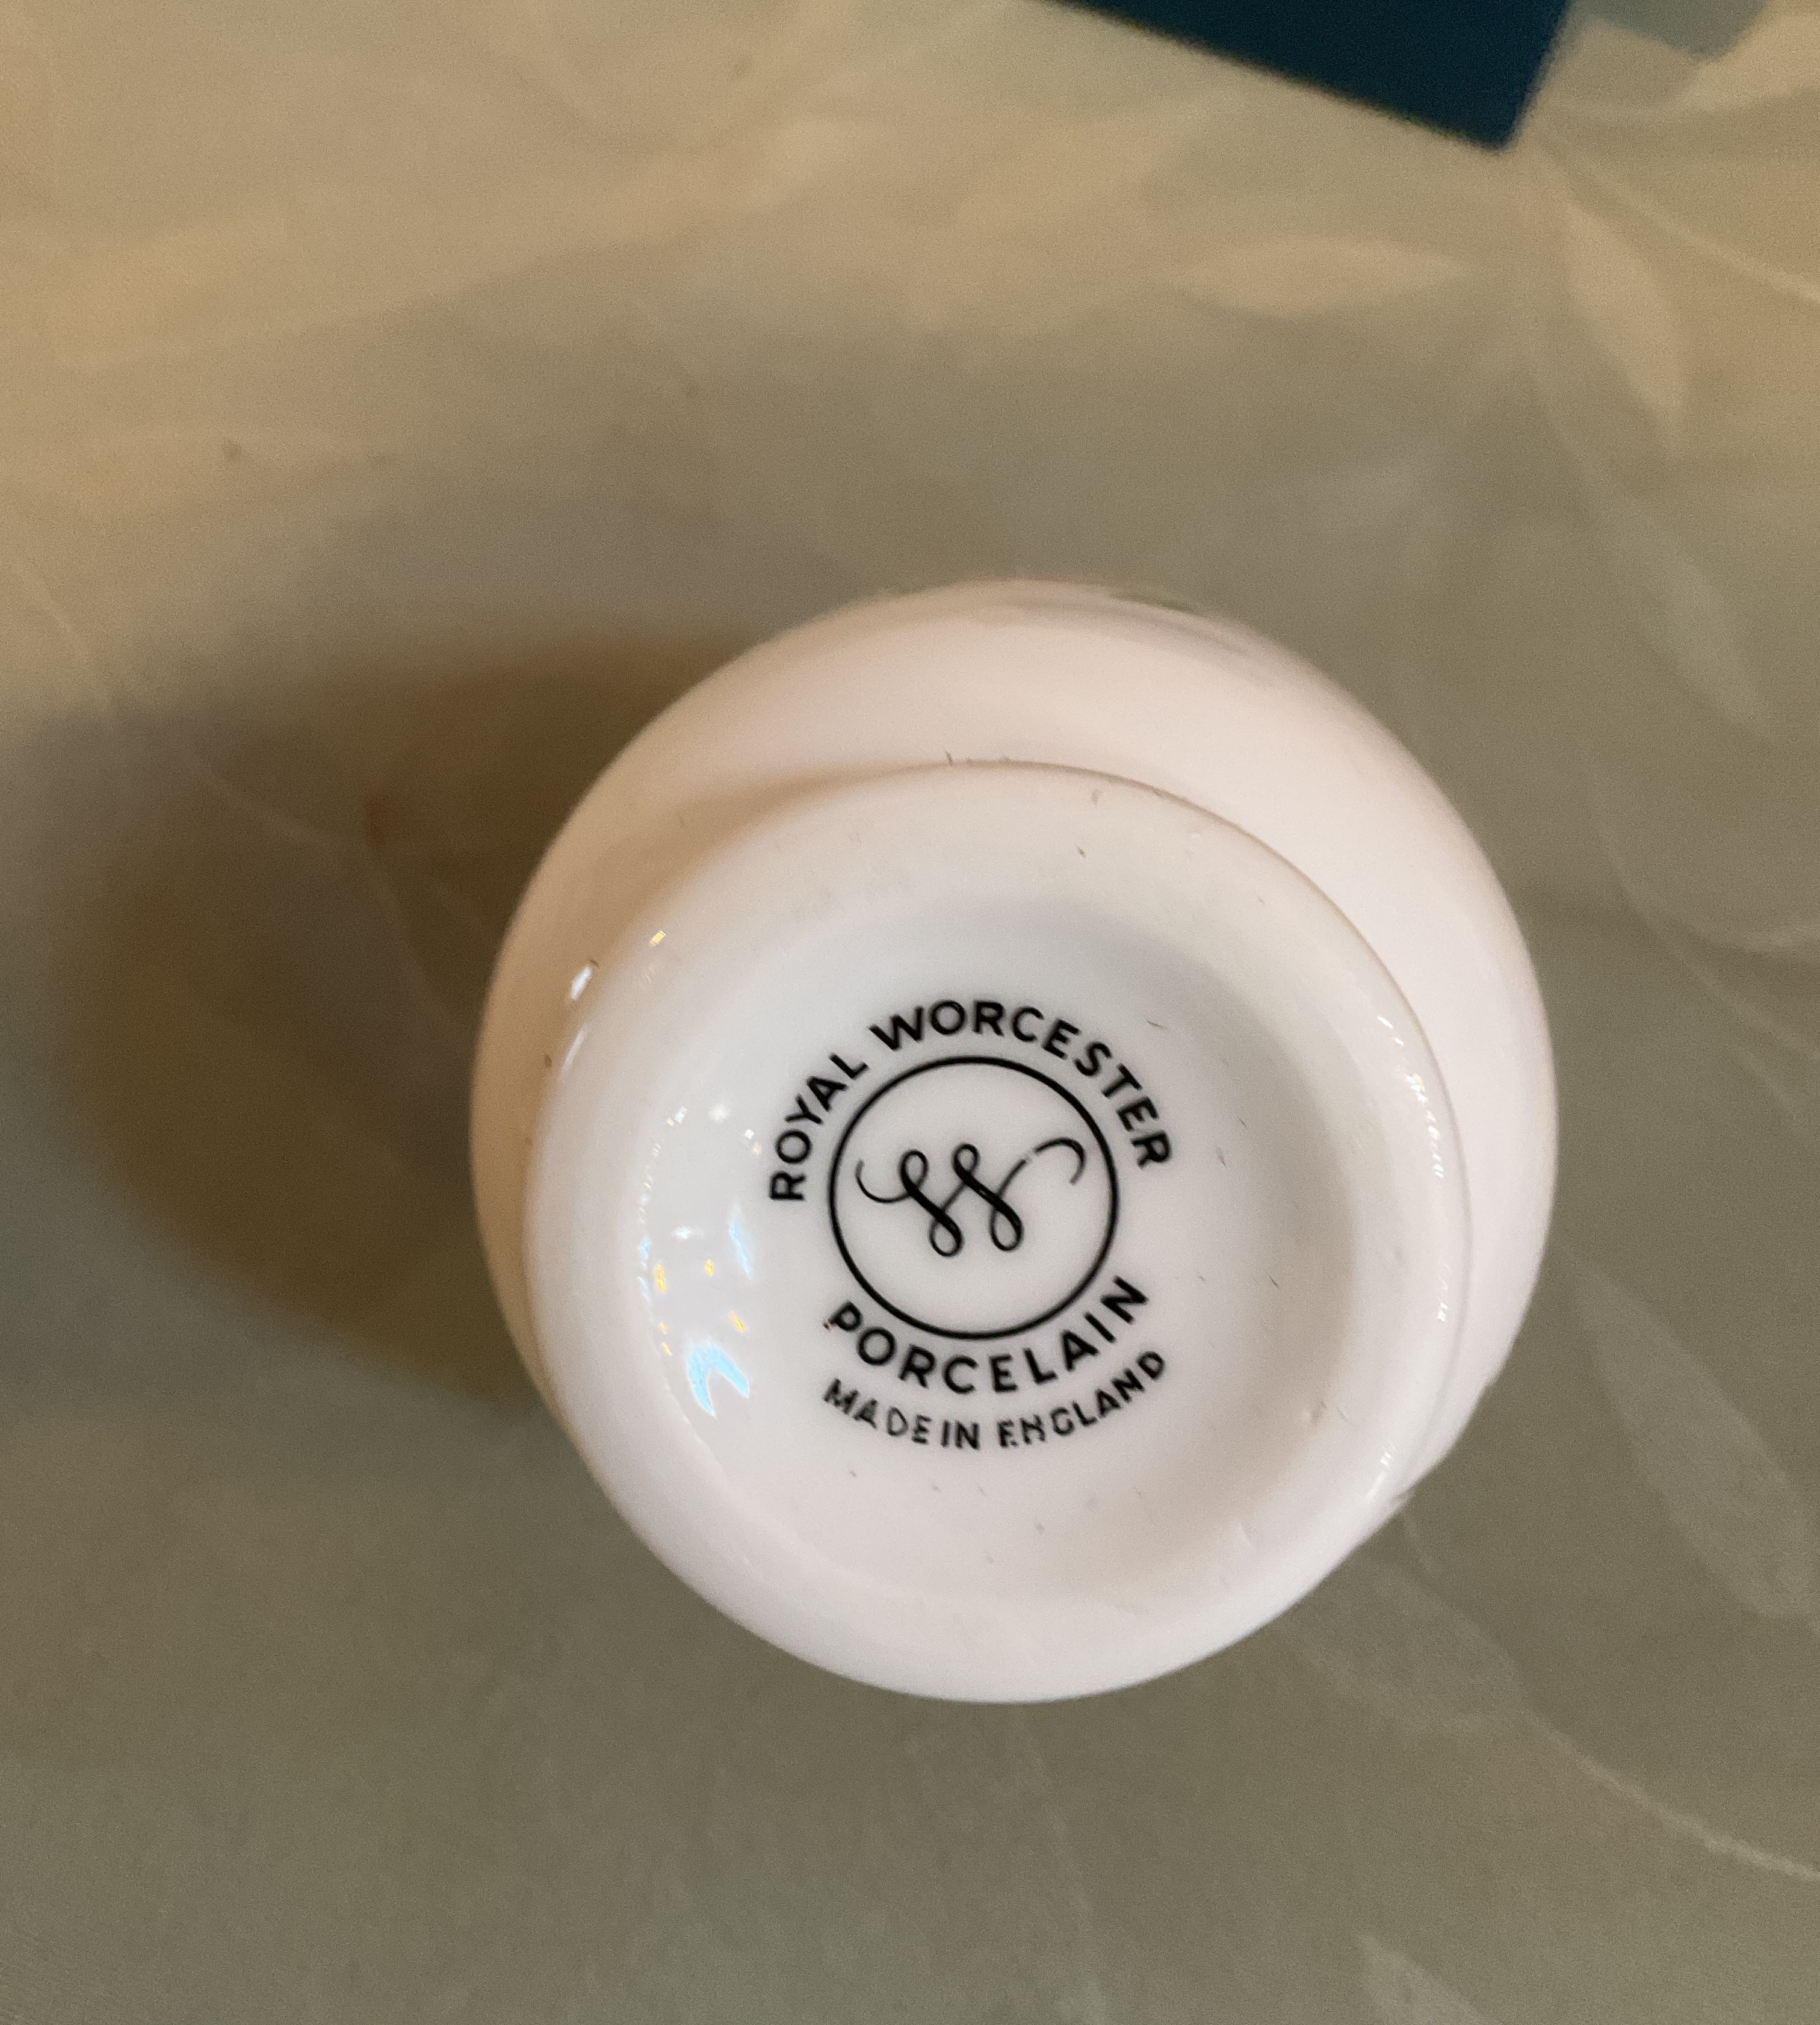 ROYAL WORCESTER
W
PORCELAIN
MADE IN ENGLAND